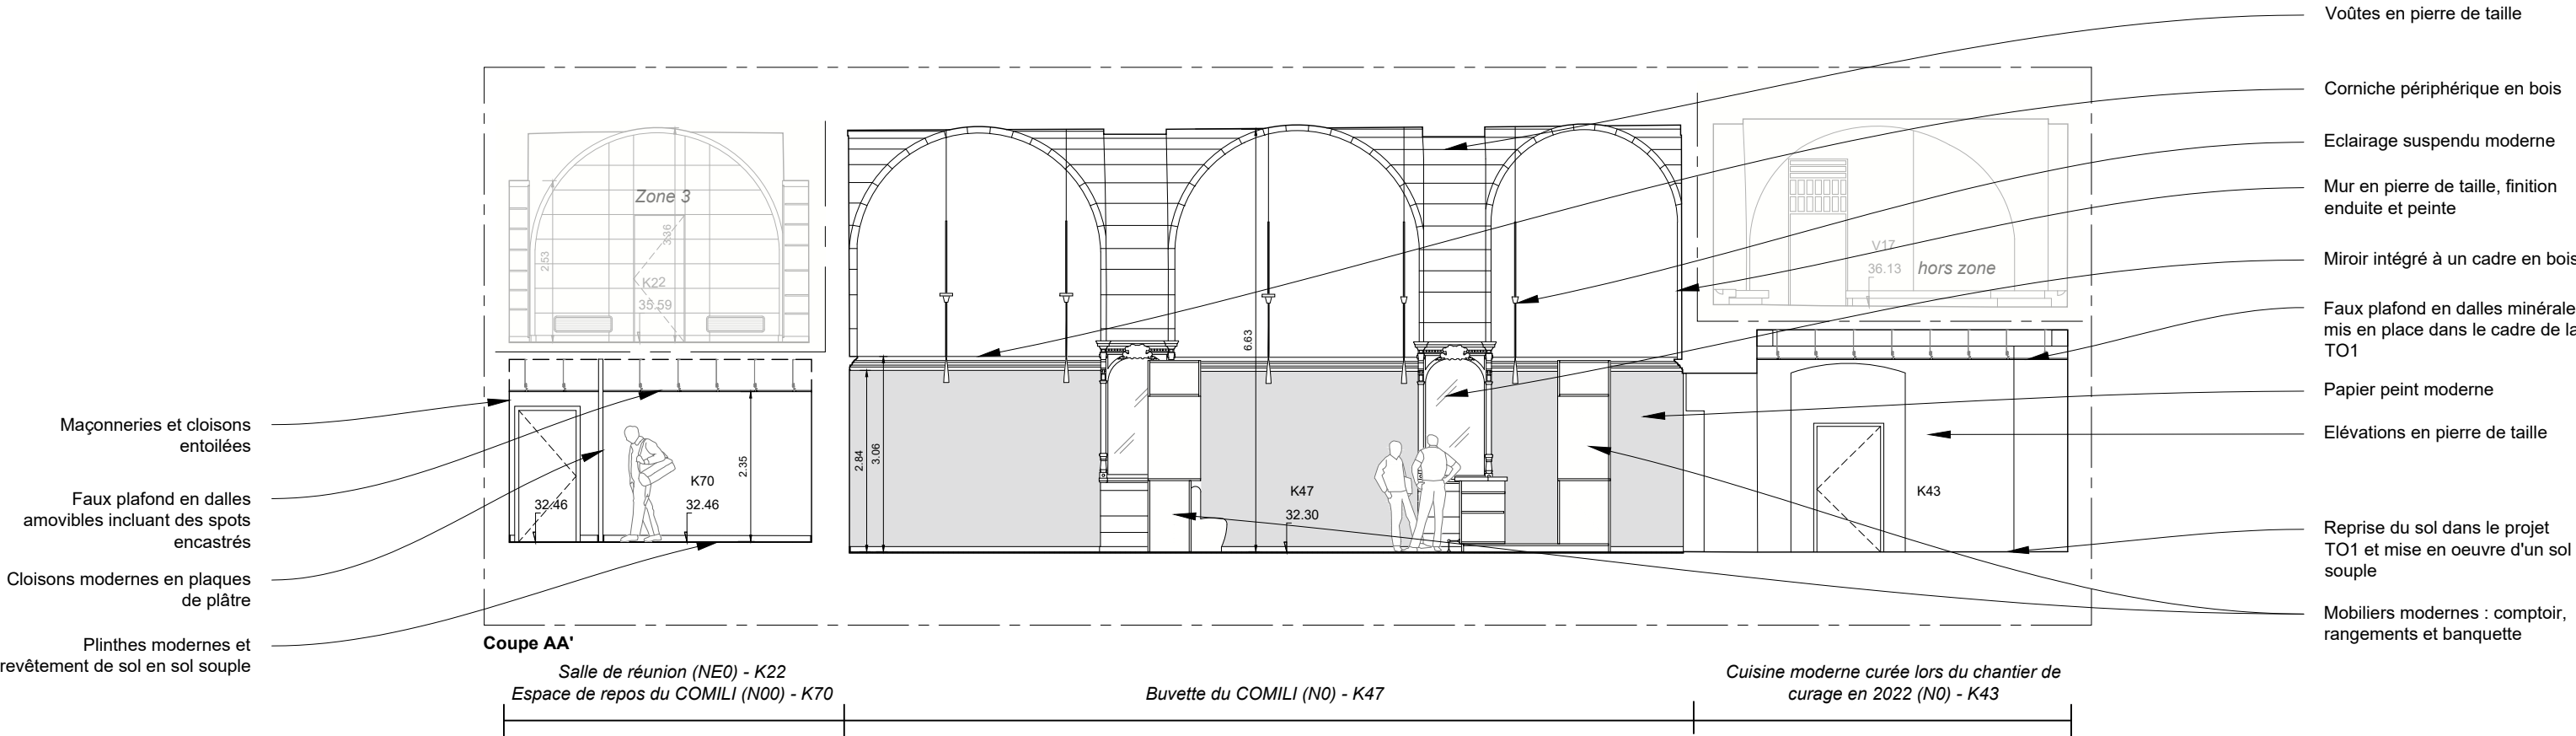 Voûtes en pierre de taille
Corniche périphérique en bois
Eclairage suspendu moderne
Mur en pierre de taille, finition
enduite et peinte
Miroir intégré à un cadre en bois
Faux plafond en dalles minérale
mis en place dans le cadre de la
TO1
Papier peint moderne
Elévations en pierre de taille
Reprise du sol dans le projet
TO1 et mise en oeuvre d'un sol
souple
Mobiliers modernes : comptoir,
rangements et banquette
Maçonneries et cloisons
entoilées
Faux plafond en dalles
amovibles incluant des spots
encastrés
Cloisons modernes en plaques
de plâtre
Plinthes modernes et
revêtement de sol en sol souple
Zone 3
3.36
2.53
K22
35.59
V17
36.13
hors zone
6.63
2.84
3.06
2.35
K70
32.46
32.46
K47
32.30
K43
Coupe AA'
Salle de réunion (NE0) - K22
Espace de repos du COMILI (N00) - K70
Buvette du COMILI (N0) - K47
Cuisine moderne curée lors du chantier de
curage en 2022 (N0) - K43